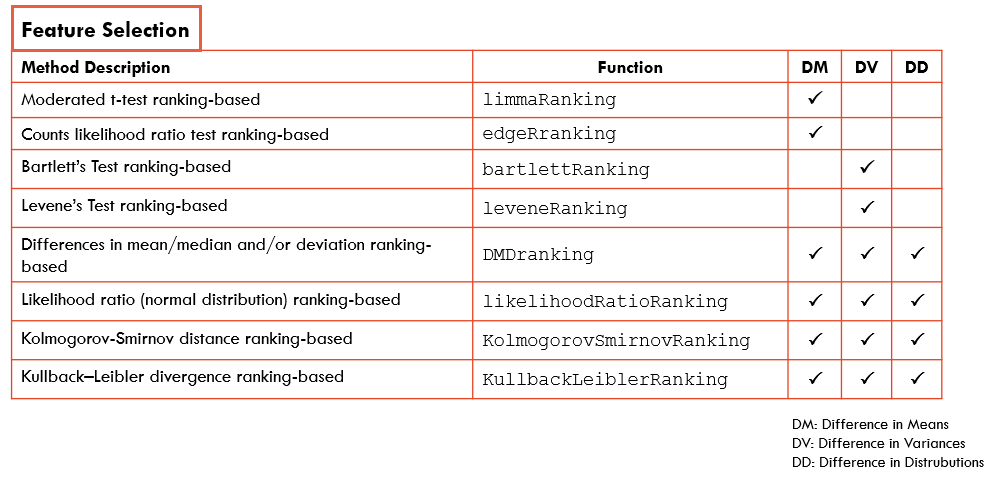 Feature Selection
Method Description Function DM DV DD
Moderated t-test ranking-based limmaRanking ✓
Counts likelihood ratio test ranking-based edgeRranking ✓
Bartlett’s Test ranking-based bartlettRanking ✓
Levene’s Test ranking-based leveneRanking ✓
Differences in mean/median and/or deviation ranking-
based DMDranking ✓ ✓ ✓
Likelihood ratio (normal distribution) ranking-based likelihoodRatioRanking ✓ ✓ ✓
Kolmogorov-Smirnov distance ranking-based KolmogorovSmirnovRanking ✓ ✓ ✓
Kullback–Leibler divergence ranking-based KullbackLeiblerRanking ✓ ✓ ✓
DM: Difference in Means
DV: Difference in Variances
DD: Difference in Distrubutions